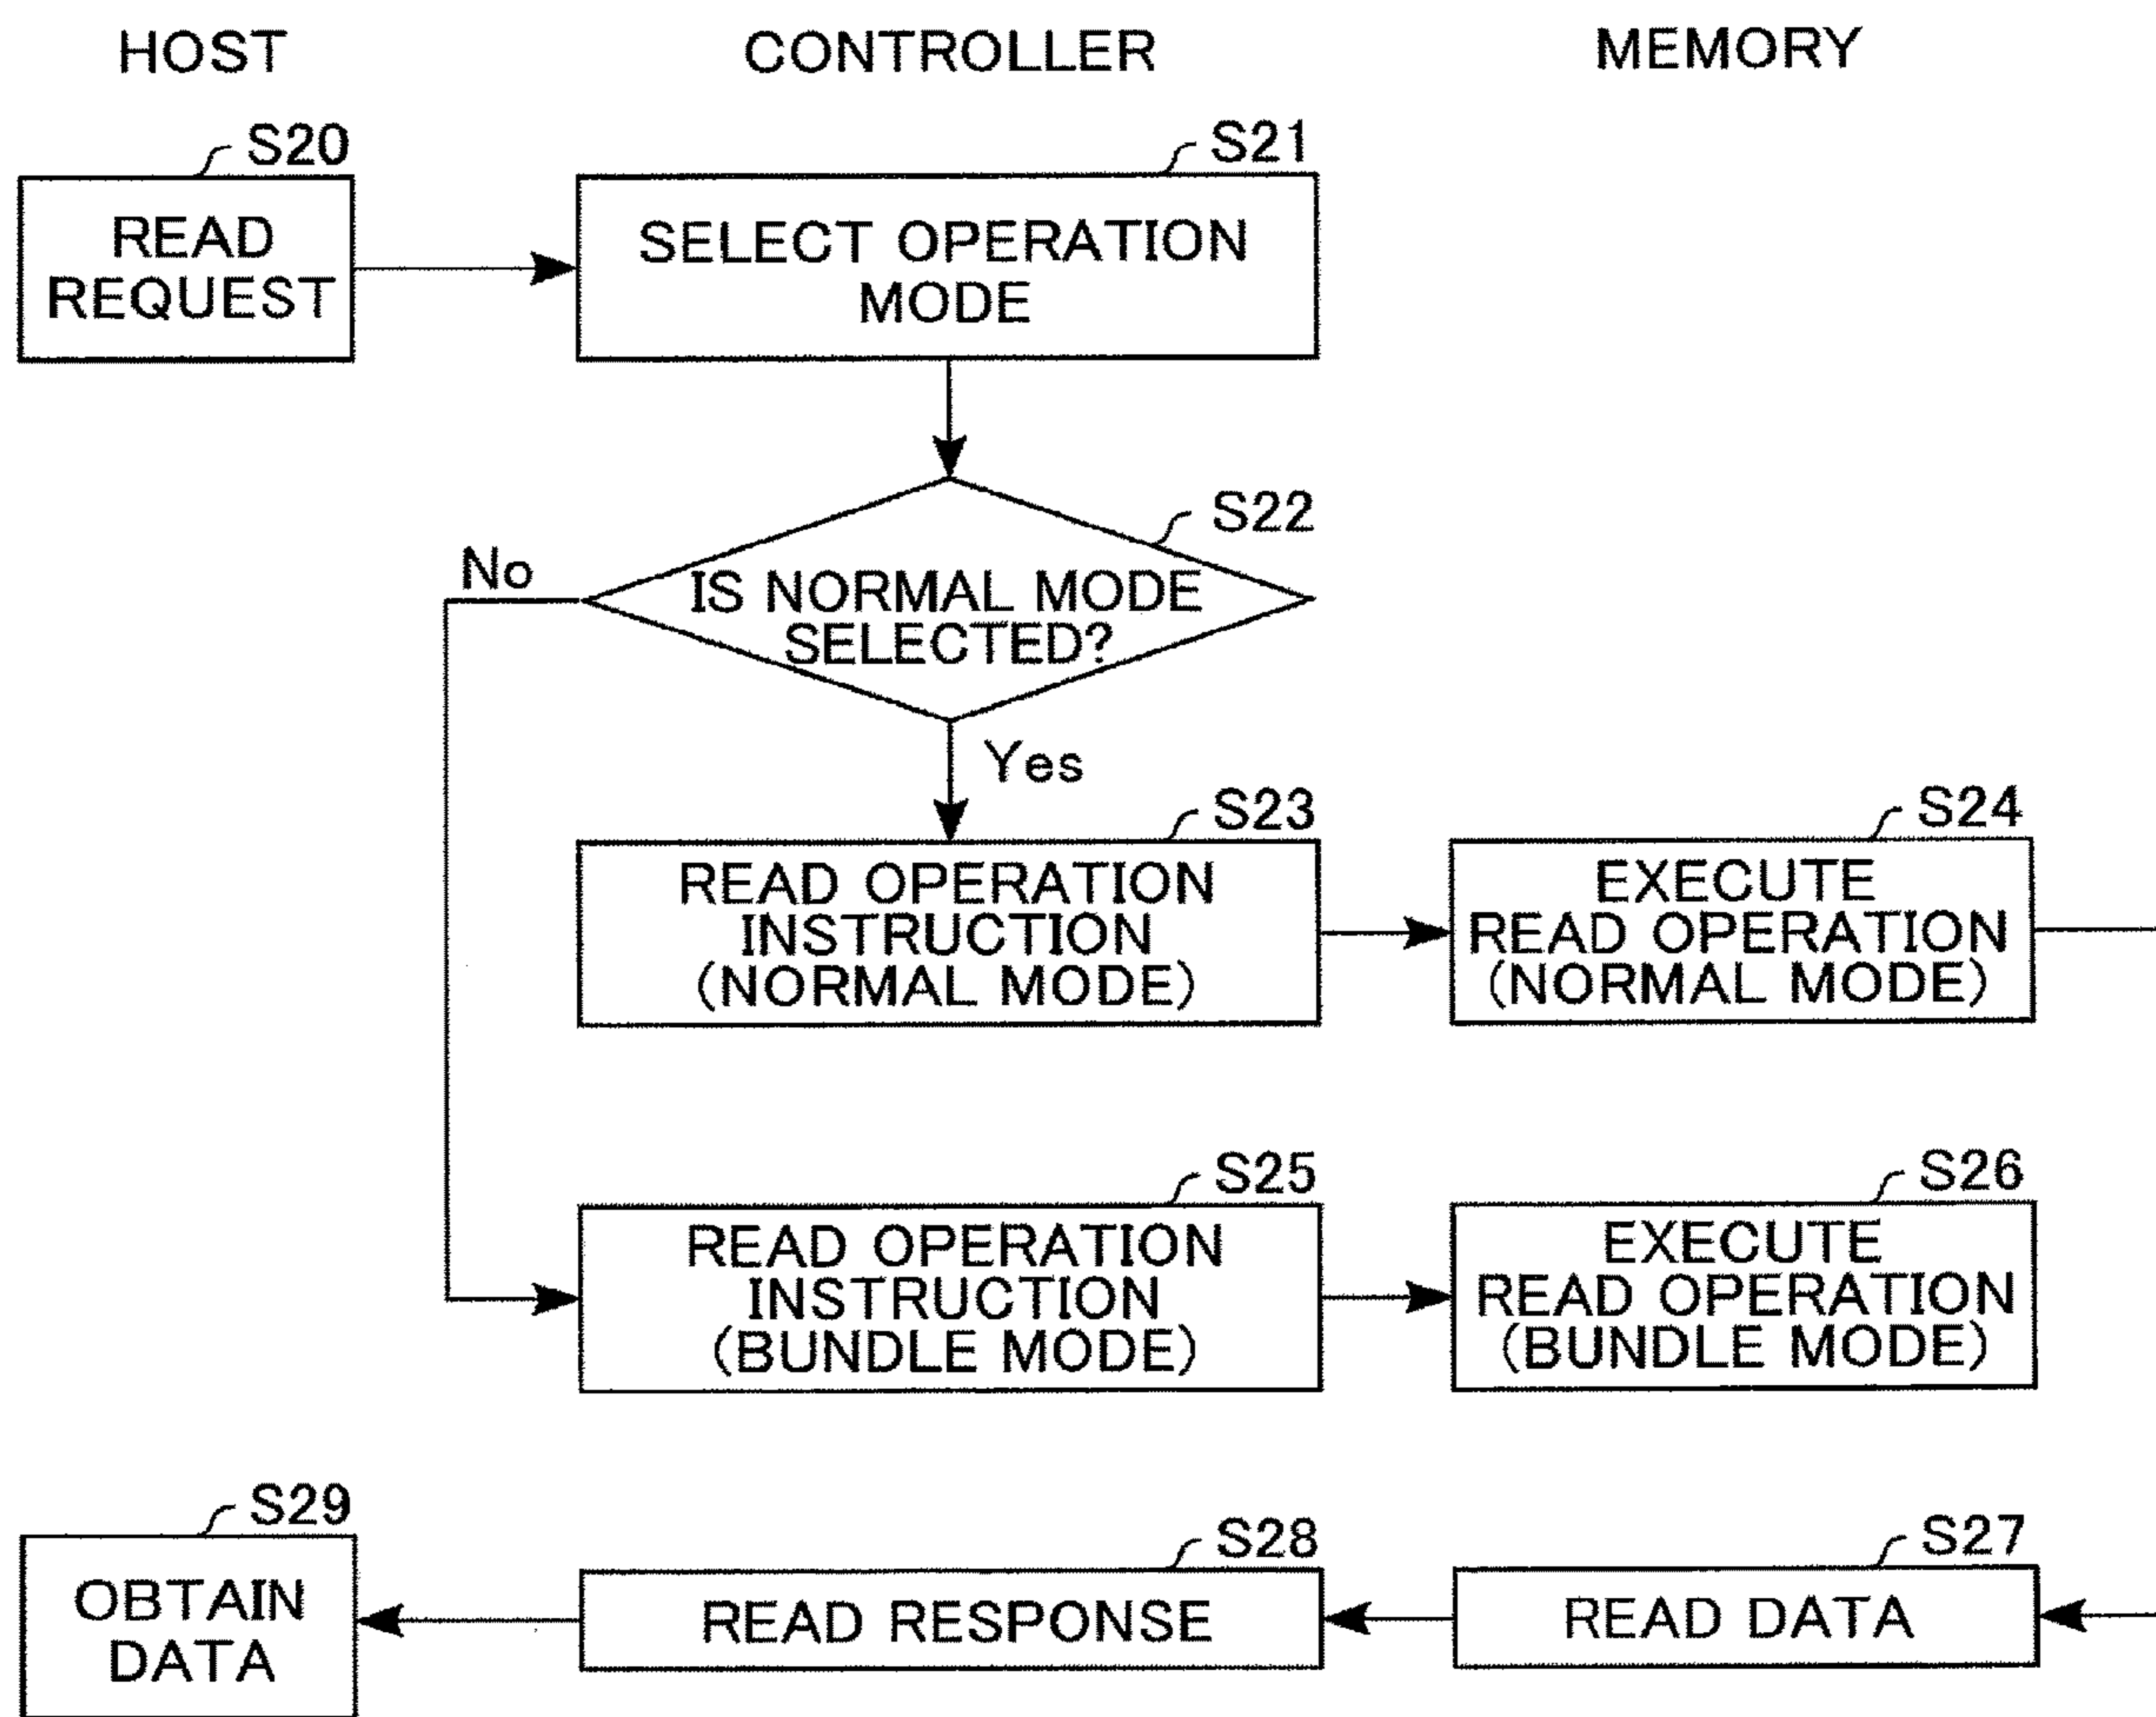 HOST
CONTROLLER
MEMORY
S20
READ
REQUEST
S21
SELECT OPERATION
MODE
S22
IS NORMAL MODE
SELECTED?
No
Yes
S23
READ OPERATION
INSTRUCTION
(NORMAL MODE)
S24
EXECUTE
READ OPERATION
(NORMAL MODE)
S25
READ OPERATION
INSTRUCTION
(BUNDLE MODE)
S26
EXECUTE
READ OPERATION
(BUNDLE MODE)
S29
OBTAIN
DATA
S28
READ RESPONSE
S27
READ DATA